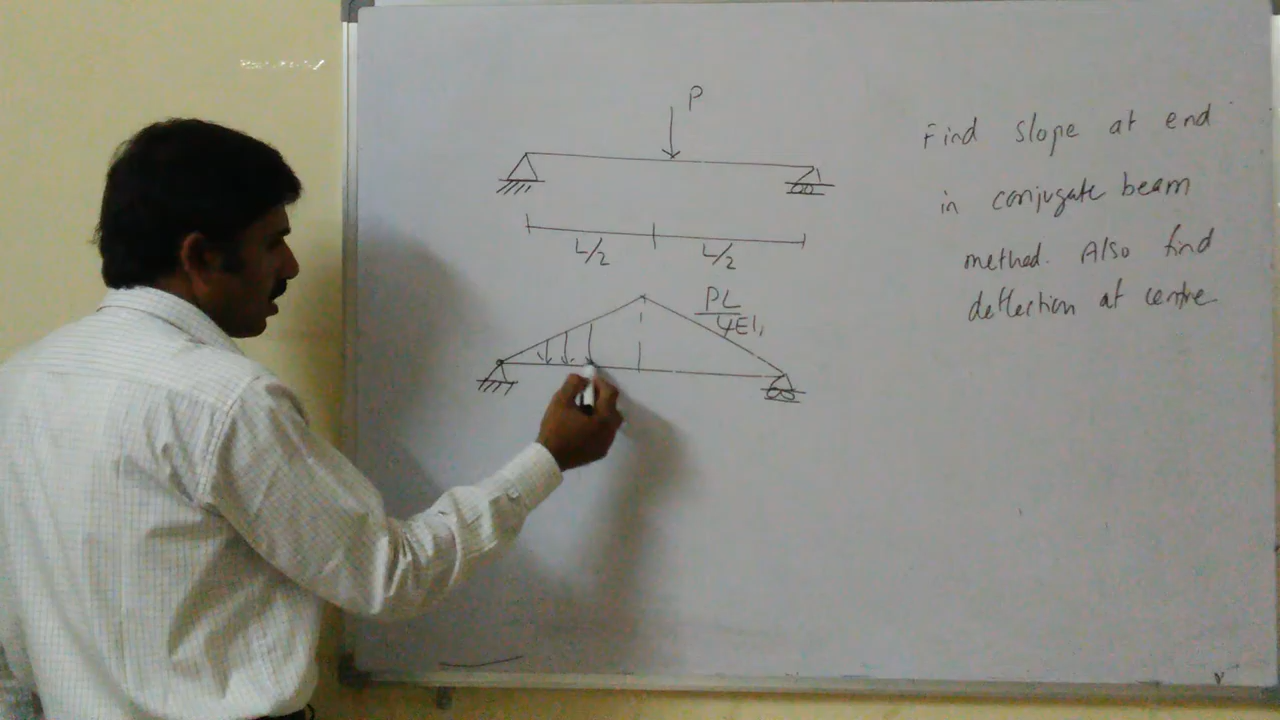 P
L/2 L/2
PL
4EI,
Find slope at end
in conjugate beam
method. Also find
deflection at centre